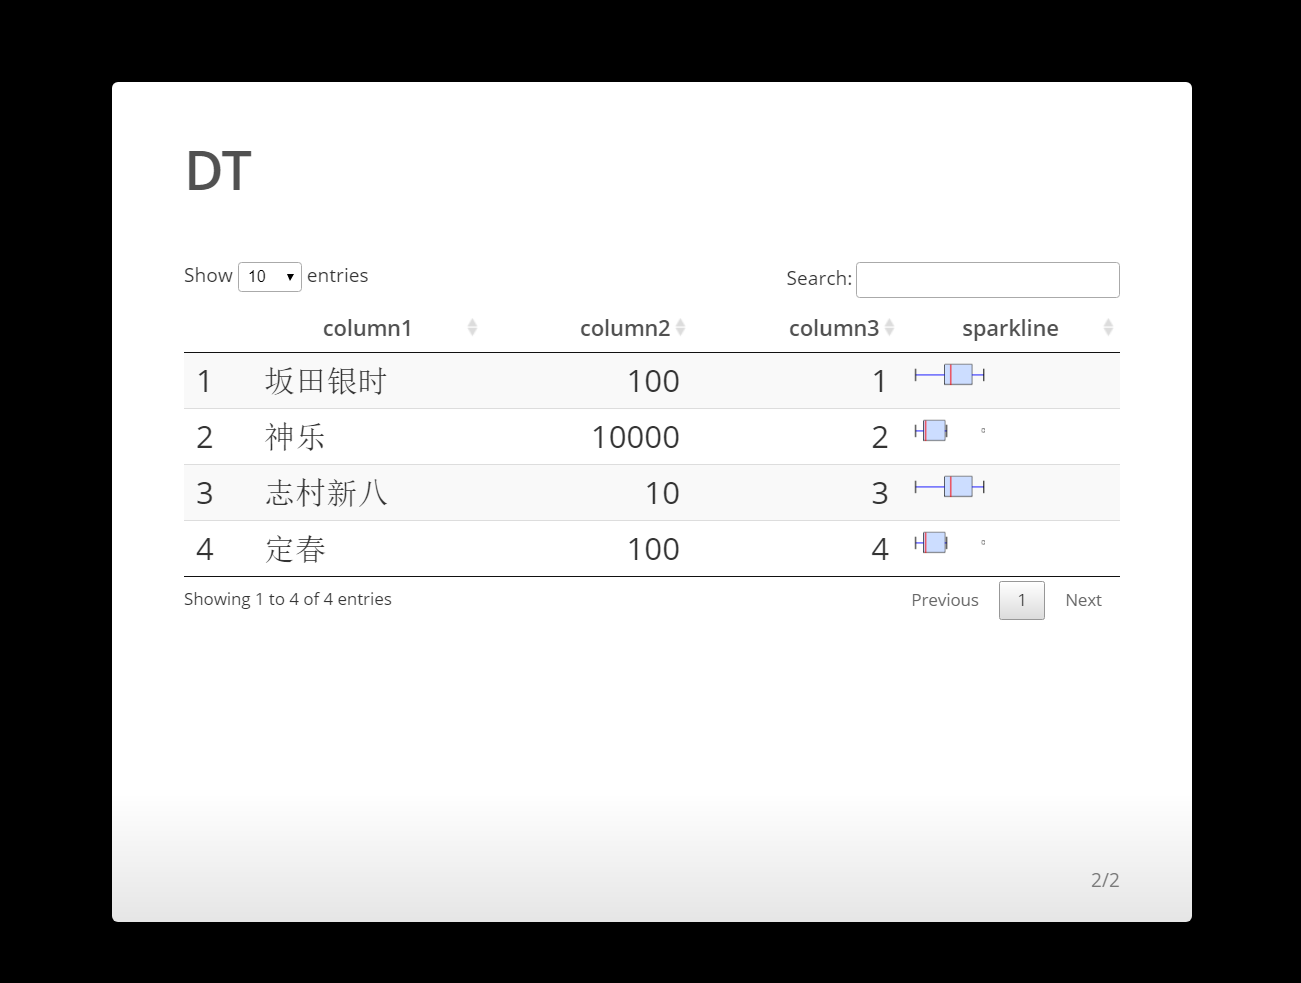 DT
Show 10 entries Search:
column1 column2 column3 sparkline
1 坂田银时 100 1
2 神乐 10000 2
3 志村新八 10 3
4 定春 100 4
Showing 1 to 4 of 4 entries Previous 1 Next
2/2